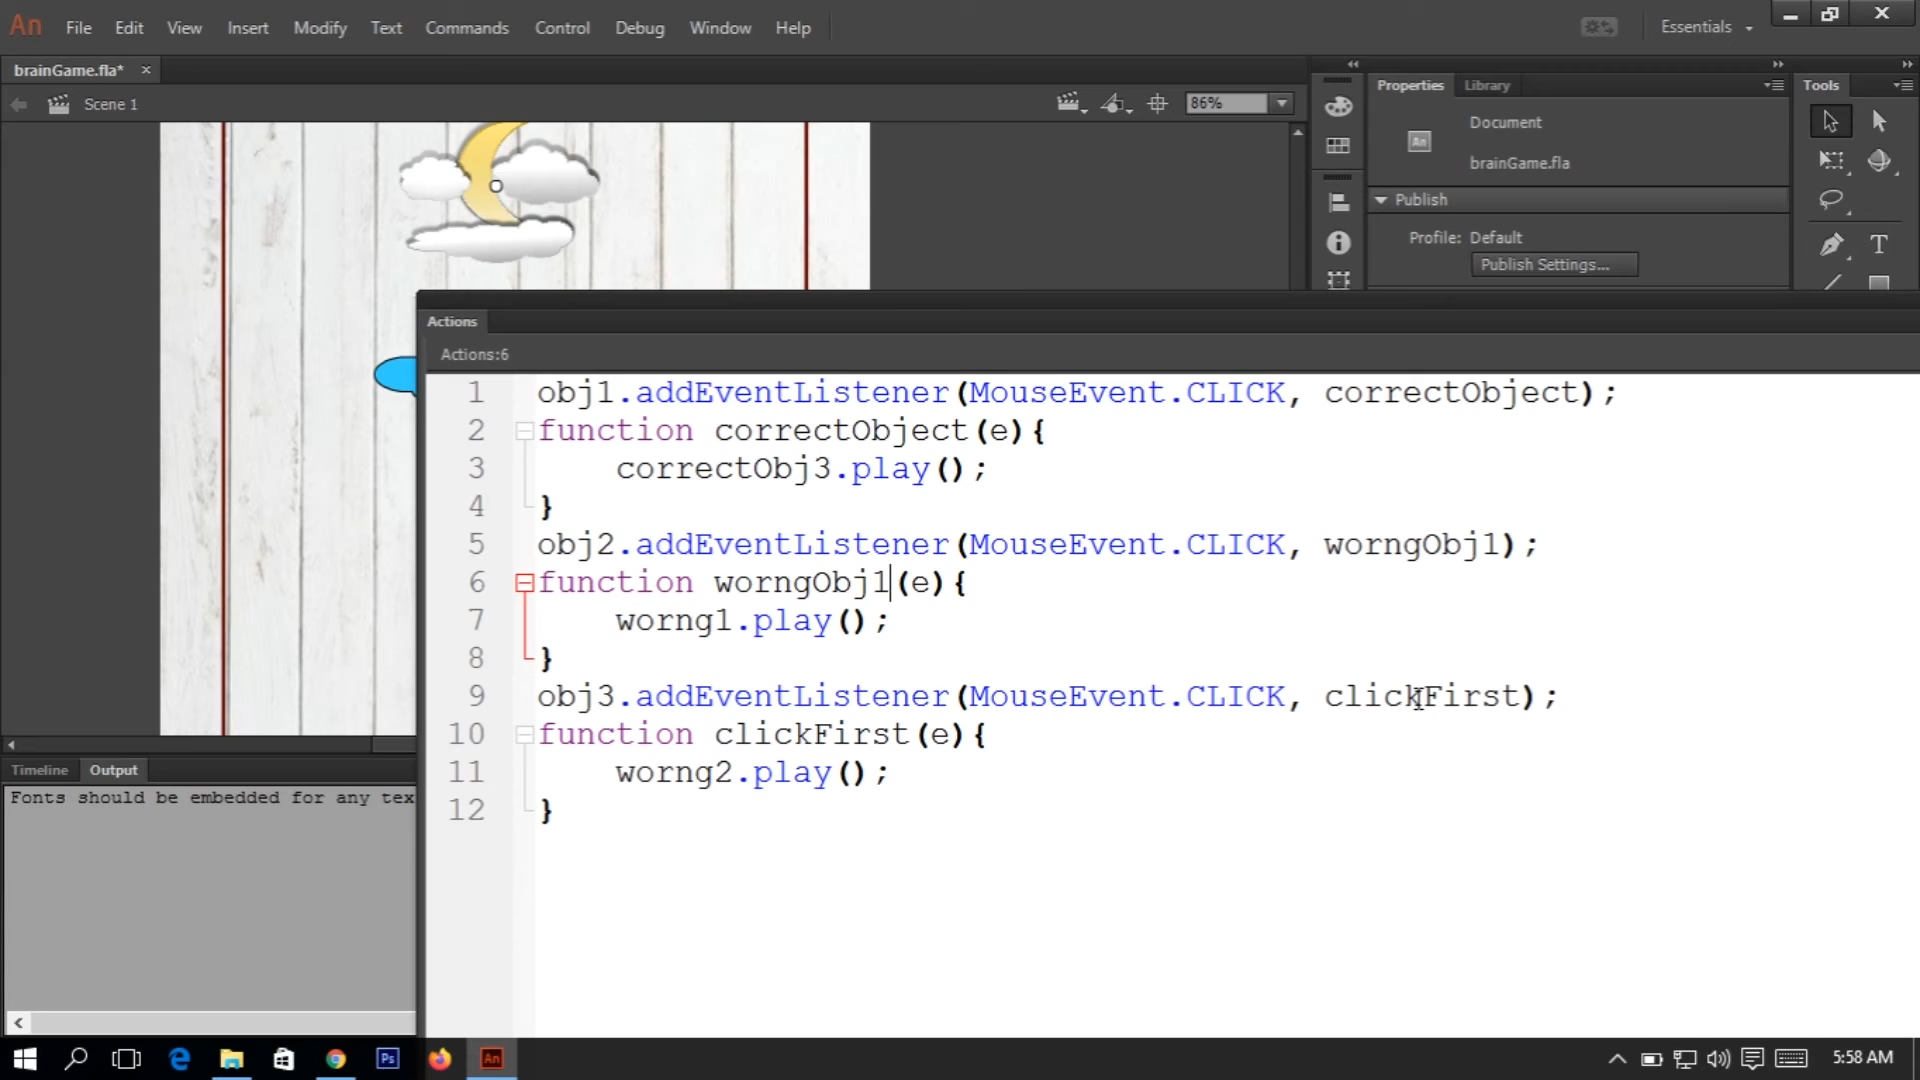 An File Edit View Insert Modify Text Commands Control Debug Window Help Essentials
brainGame.fla* ×
Scene 1 86%
Properties Library Tools
Document
An
brainGame.fla
Publish
Profile: Default
Publish Settings...
T
Actions
Actions:6
1 obj1.addEventListener(MouseEvent.CLICK, correctObject);
2 function correctObject(e){
3 correctObj3.play();
4 }
5 obj2.addEventListener(MouseEvent.CLICK, worngObj1);
6 function worngObj1(e){
7 worng1.play();
8 }
9 obj3.addEventListener(MouseEvent.CLICK, clickFirst);
10 function clickFirst(e){
11 worng2.play();
12 }
Timeline Output
Fonts should be embedded for any tex
Ps An 5:58 AM